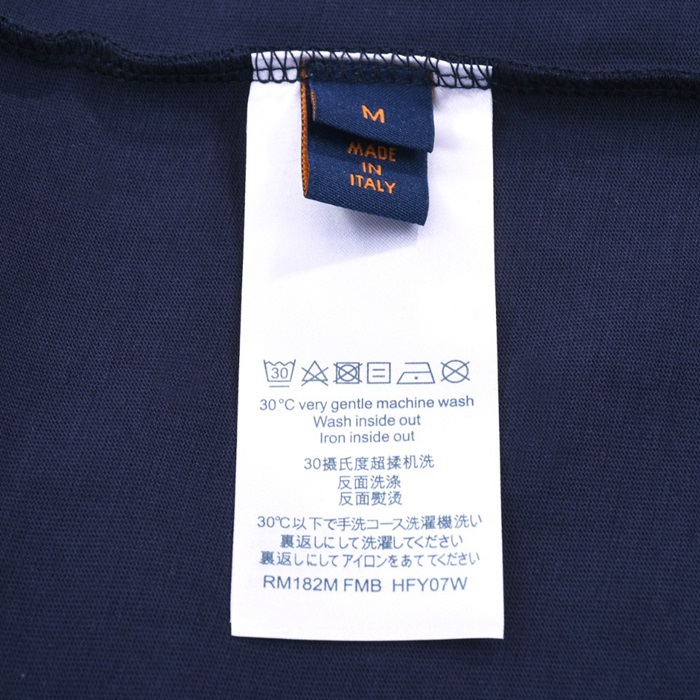 M
MADE
IN
ITALY
30
30°C very gentle machine wash
Wash inside out
Iron inside out
30摄氏度超揉机洗
反面洗涤
反面熨烫
30℃以下で手洗コース洗濯機洗い
裏返しにして洗濯してください
裏返しにしてアイロンをあててください
RM182M FMB HFY07W